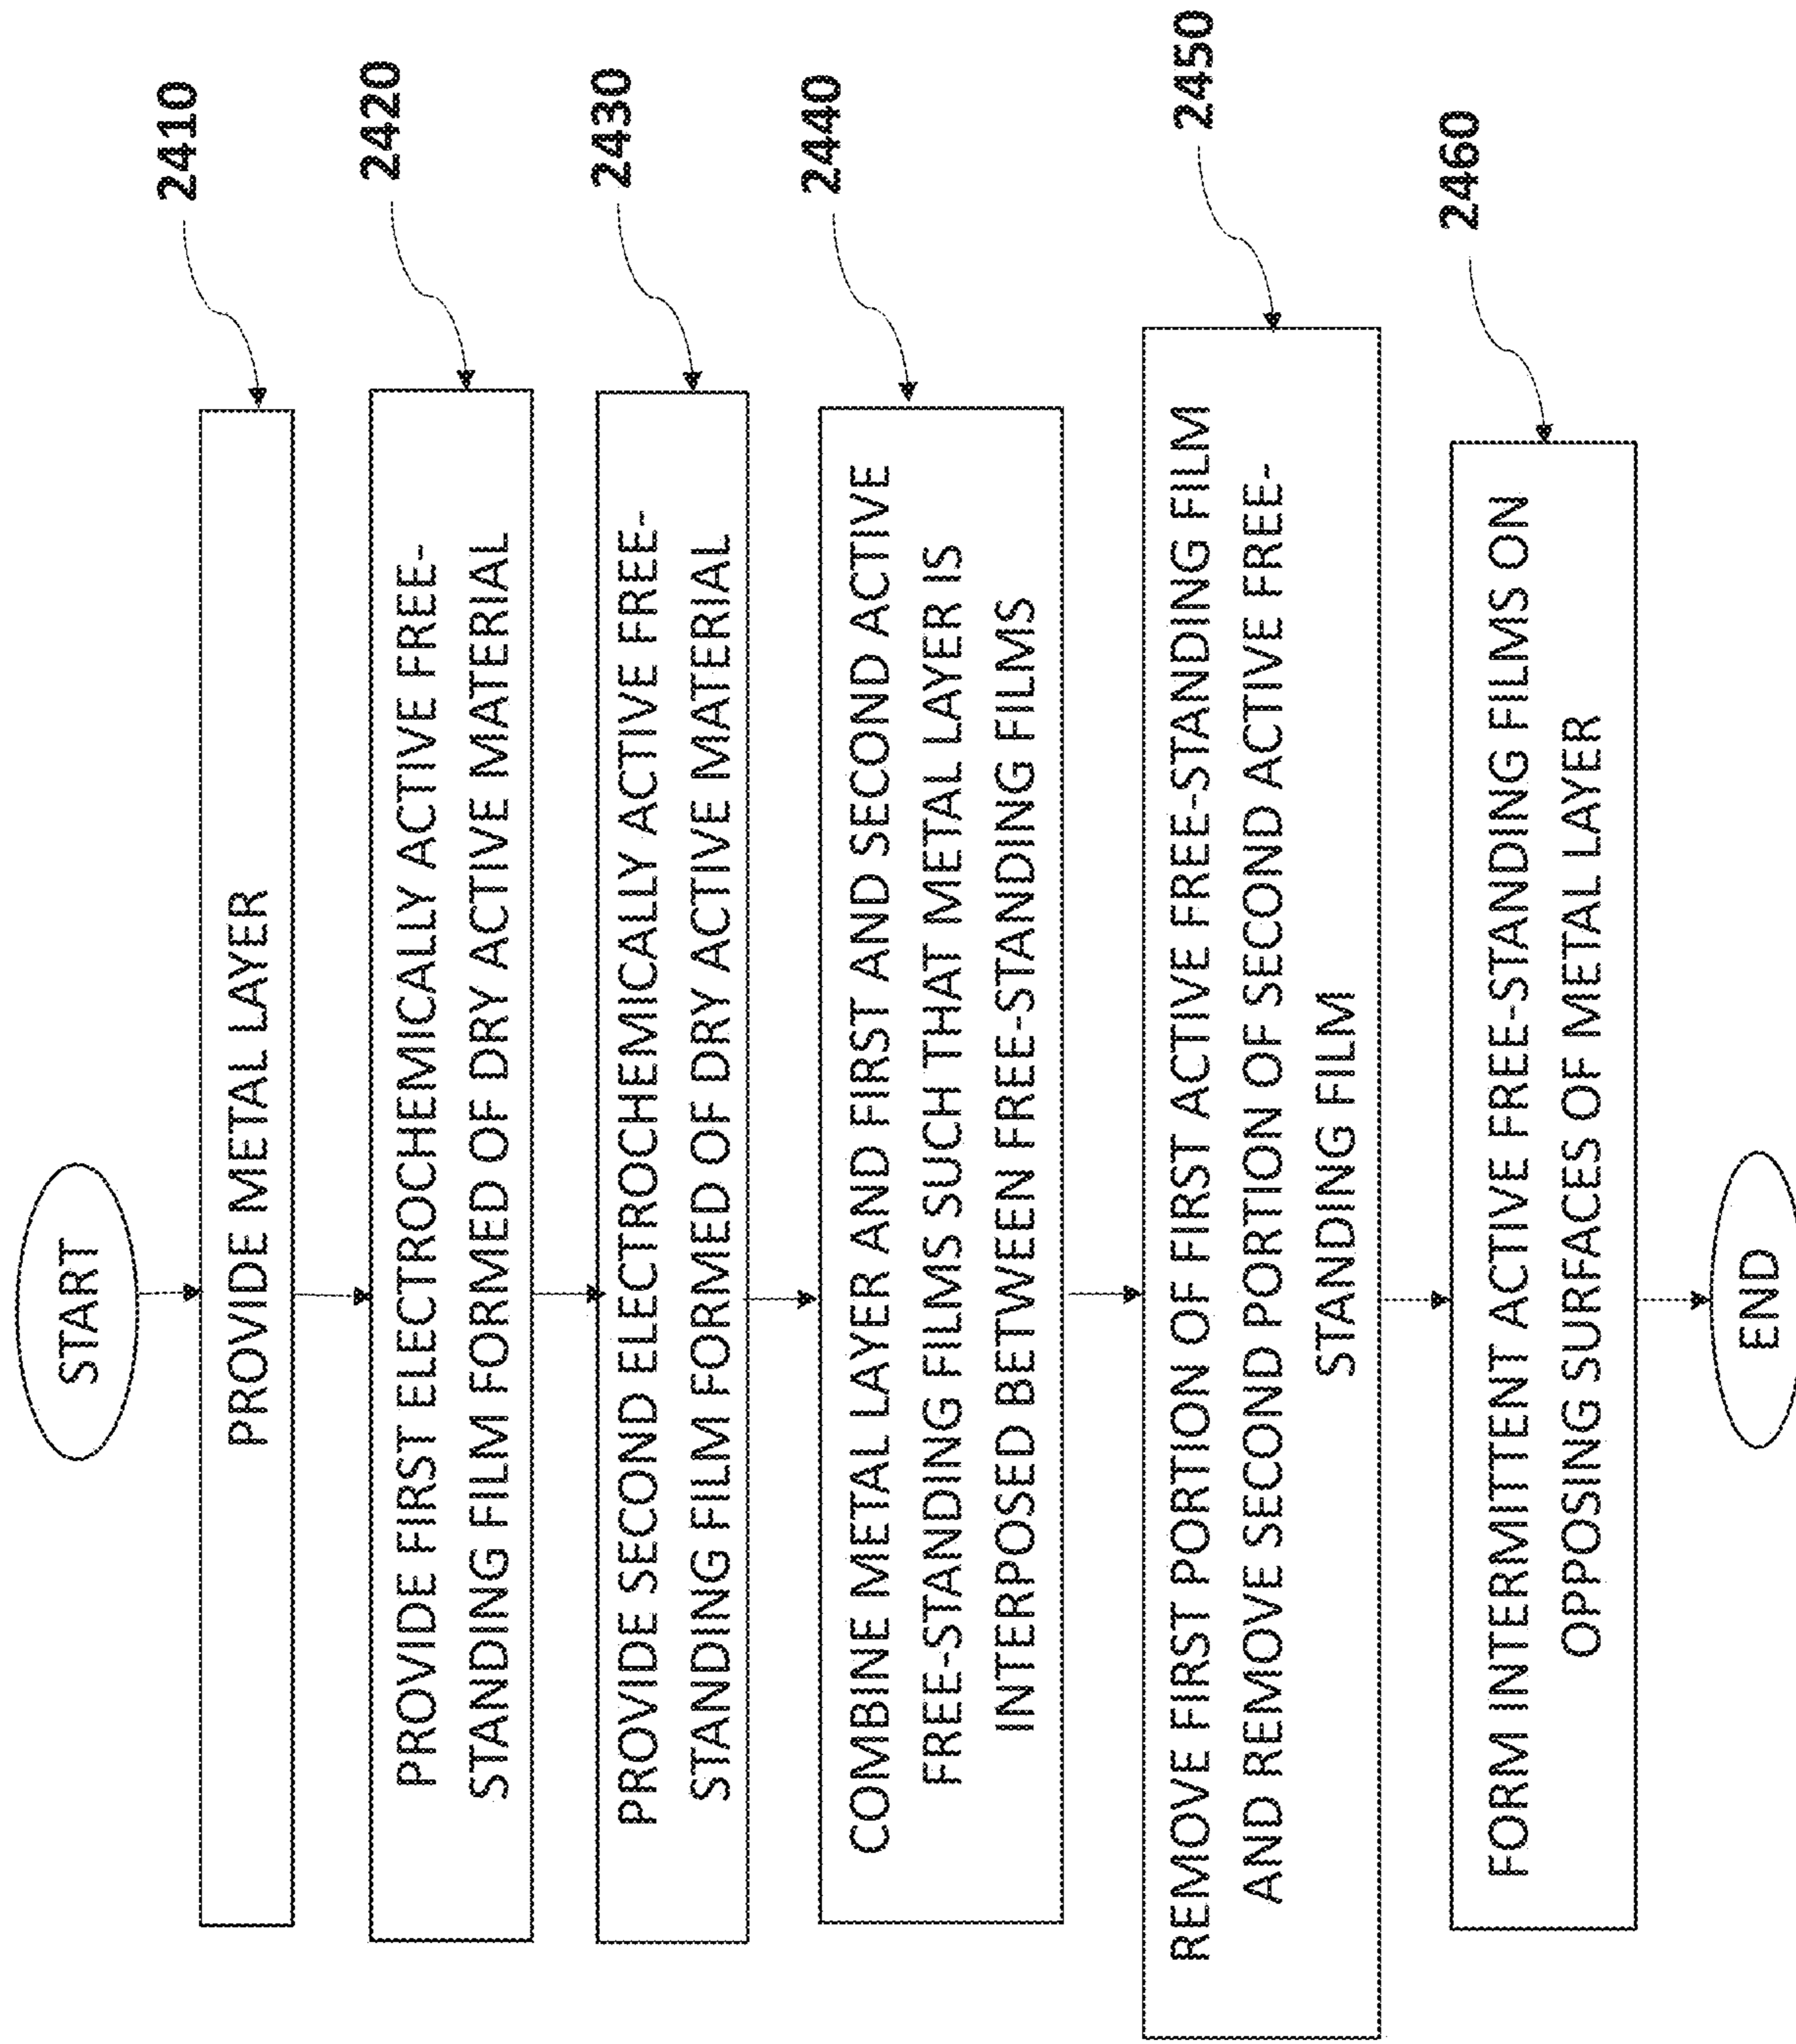 START
PROVIDE METAL LAYER
2410
PROVIDE FIRST ELECTROCHEMICALLY ACTIVE FREE-
STANDING FILM FORMED OF DRY ACTIVE MATERIAL
2420
PROVIDE SECOND ELECTROCHEMICALLY ACTIVE FREE-
STANDING FILM FORMED OF DRY ACTIVE MATERIAL
2430
COMBINE METAL LAYER AND FIRST AND SECOND ACTIVE
FREE-STANDING FILMS SUCH THAT METAL LAYER IS
INTERPOSED BETWEEN FREE-STANDING FILMS
2440
REMOVE FIRST PORTION OF FIRST ACTIVE FREE-STANDING FILM
AND REMOVE SECOND PORTION OF SECOND ACTIVE FREE-
STANDING FILM
2450
FORM INTERMITTENT ACTIVE FREE-STANDING FILMS ON
OPPOSING SURFACES OF METAL LAYER
2460
END